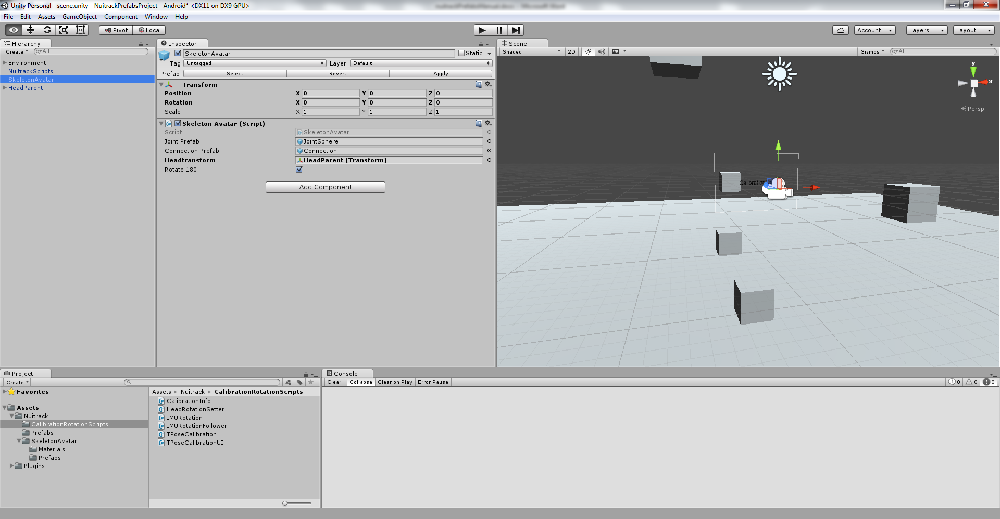 Unity Personal - scene.unity - NuitrackPrefabsProject - Android* <DX11 on DX9 GPU>
File Edit Assets GameObject Component Window Help
Pivot Local Account Layers Layout
Hierarchy
Create All
Environment
NuitrackScripts
SkeletonAvatar
HeadParent
Inspector
SkeletonAvatar Static
Tag Untagged Layer Default
Prefab Select Revert Apply
Transform
Position X 0 Y 0 Z 0
Rotation X 0 Y 0 Z 0
Scale X 1 Y 1 Z 1
Skeleton Avatar (Script)
Script SkeletonAvatar
Joint Prefab JointSphere
Connection Prefab Connection
Headtransform HeadParent (Transform)
Rotate 180
Add Component
Scene
Shaded 2D Gizmos All
y
x
Persp
Calibration
Project
Create
Favorites
Assets
Nuitrack
CalibrationRotationScripts
Prefabs
SkeletonAvatar
Materials
Prefabs
Plugins
Assets Nuitrack CalibrationRotationScripts
CalibrationInfo
HeadRotationSetter
IMURotation
IMURotationFollower
TPoseCalibration
TPoseCalibrationUI
Console
Clear Collapse Clear on Play Error Pause 0 0 0